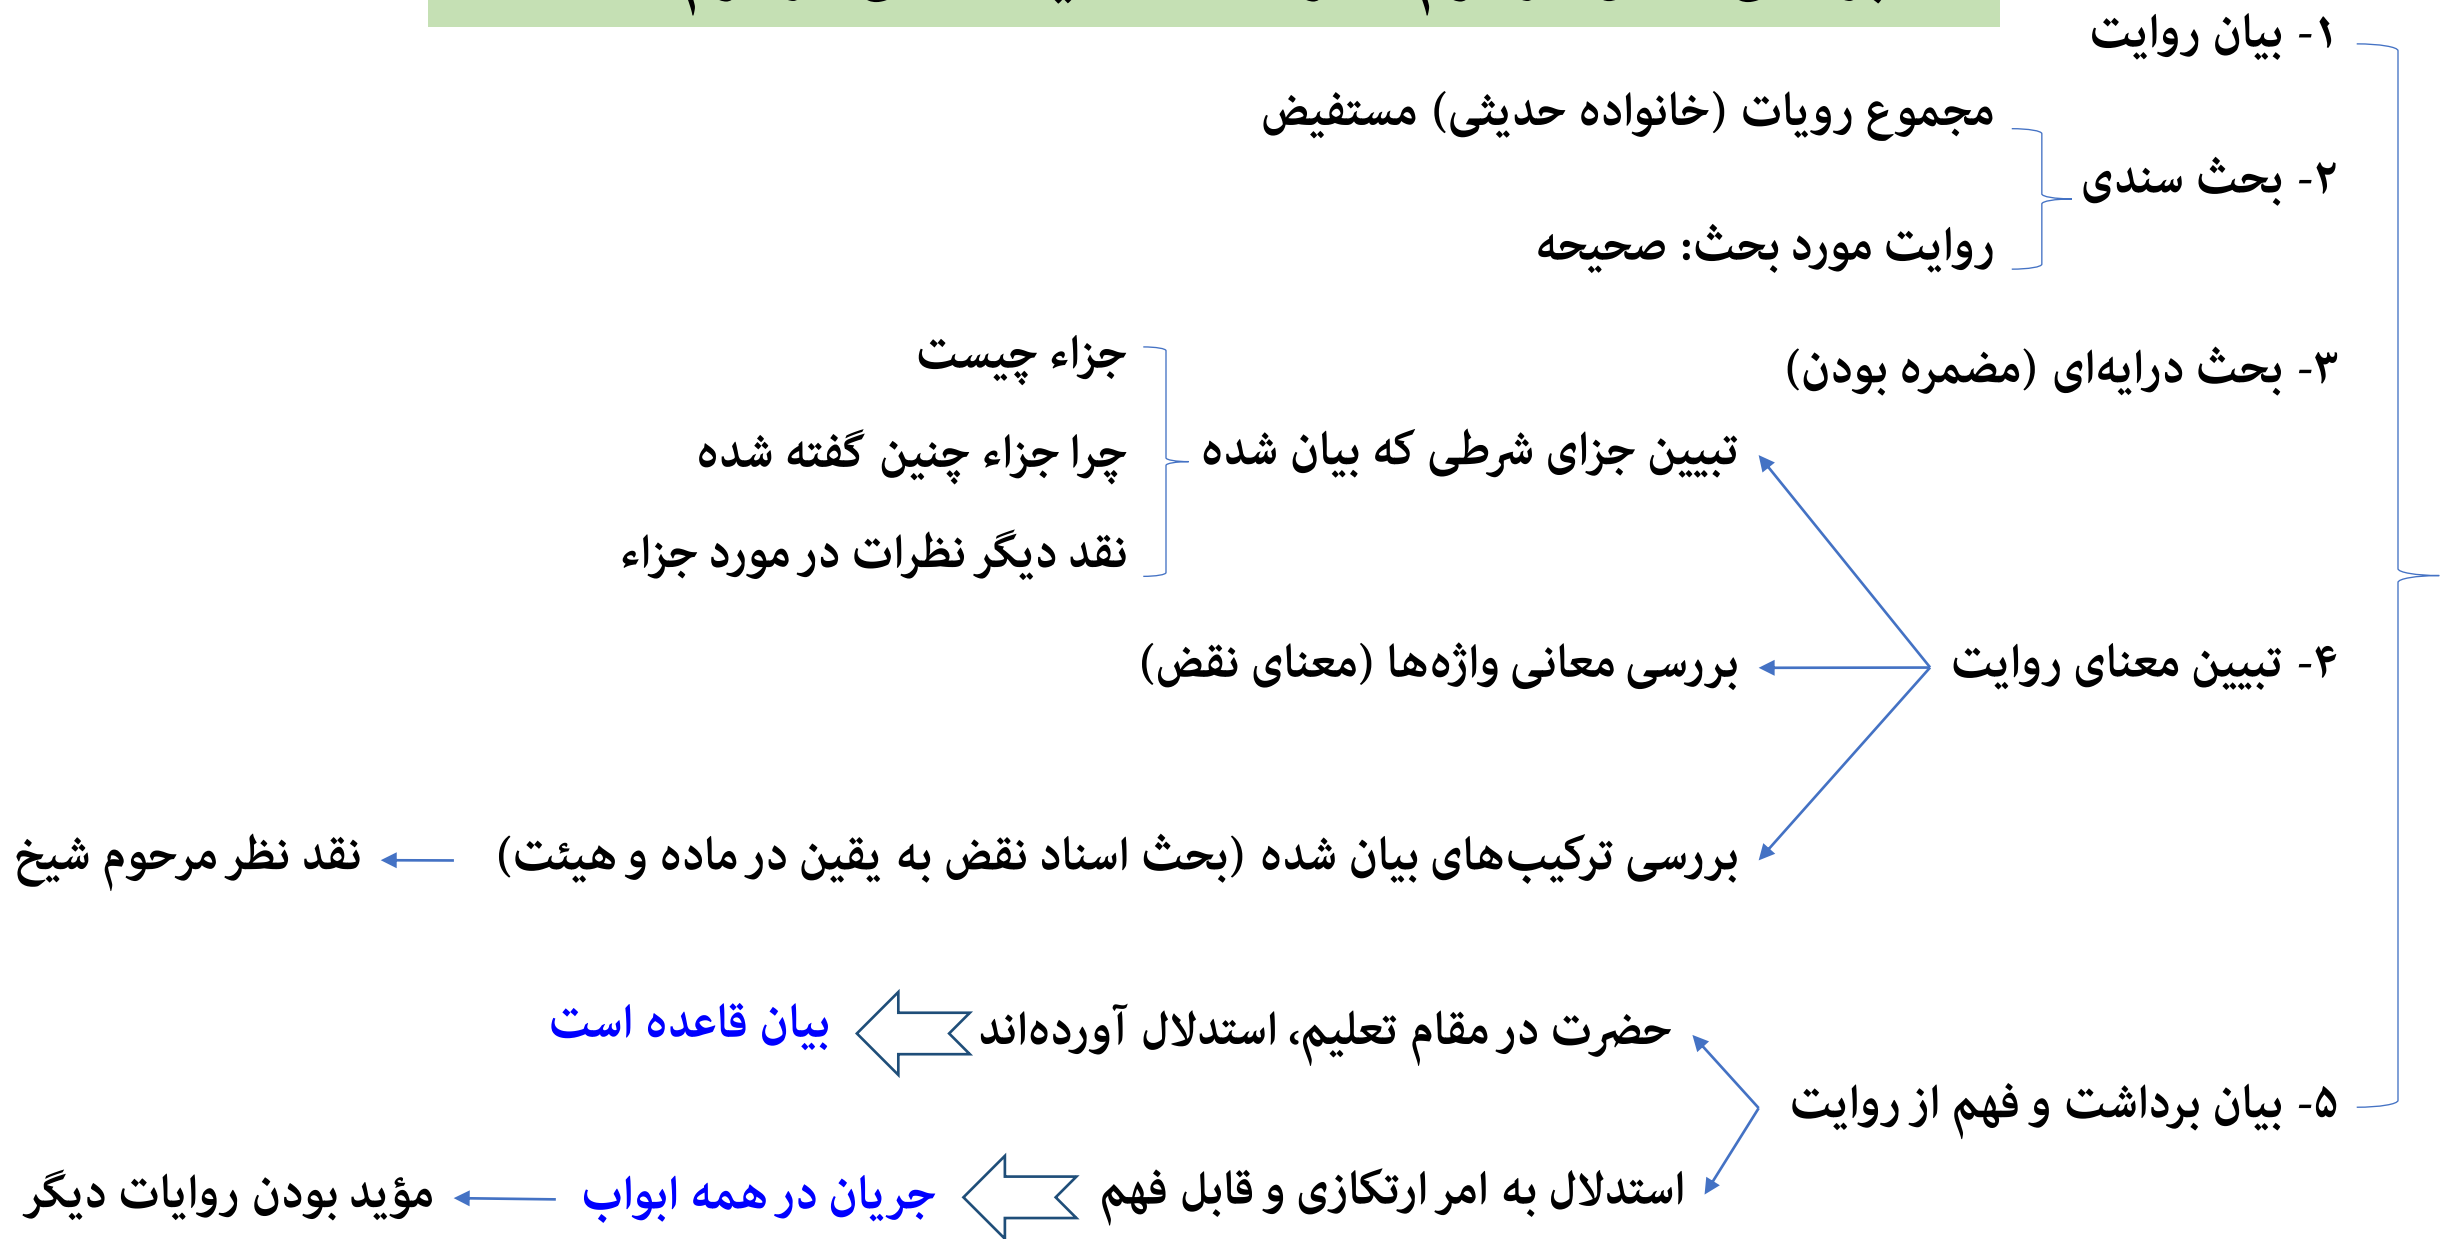 ۱- بیان روایت
مجموع رویات (خانواده حدیثی) مستفیض
۲- بحث سندی
روایت مورد بحث: صحیحه
۳- بحث درایه‌ای (مضمره بودن)
جزاء چیست
تبیین جزای شرطی که بیان شده
چرا جزاء چنین گفته شده
نقد دیگر نظرات در مورد جزاء
۴- تبیین معنای روایت
بررسی معانی واژه‌ها (معنای نقض)
بررسی ترکیب‌های بیان شده (بحث اسناد نقض به یقین در ماده و هیئت)
نقد نظر مرحوم شیخ
حضرت در مقام تعلیم، استدلال آورده‌اند
بیان قاعده است
۵- بیان برداشت و فهم از روایت
استدلال به امر ارتکازی و قابل فهم
جریان در همه ابواب
مؤید بودن روایات دیگر